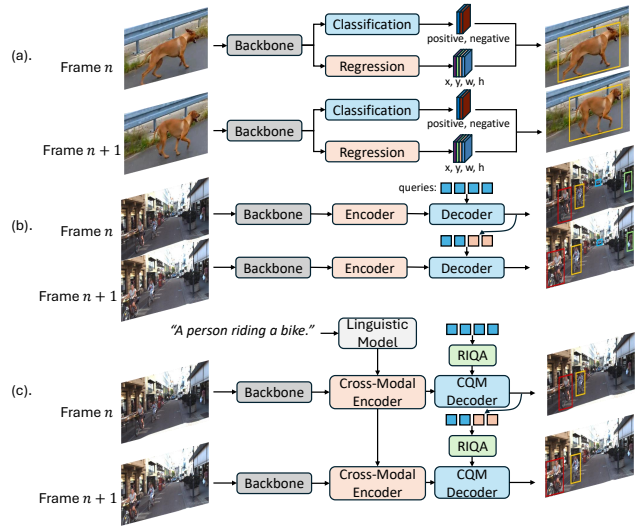 (a).
Frame n
Backbone
Classification
positive, negative
Regression
x, y, w, h
Frame n + 1
Backbone
Classification
positive, negative
Regression
x, y, w, h
(b).
queries:
Frame n
Backbone
Encoder
Decoder
Frame n + 1
Backbone
Encoder
Decoder
(c).
"A person riding a bike."
Linguistic
Model
RIQA
Frame n
Backbone
Cross-Modal
Encoder
CQM
Decoder
RIQA
Frame n + 1
Backbone
Cross-Modal
Encoder
CQM
Decoder